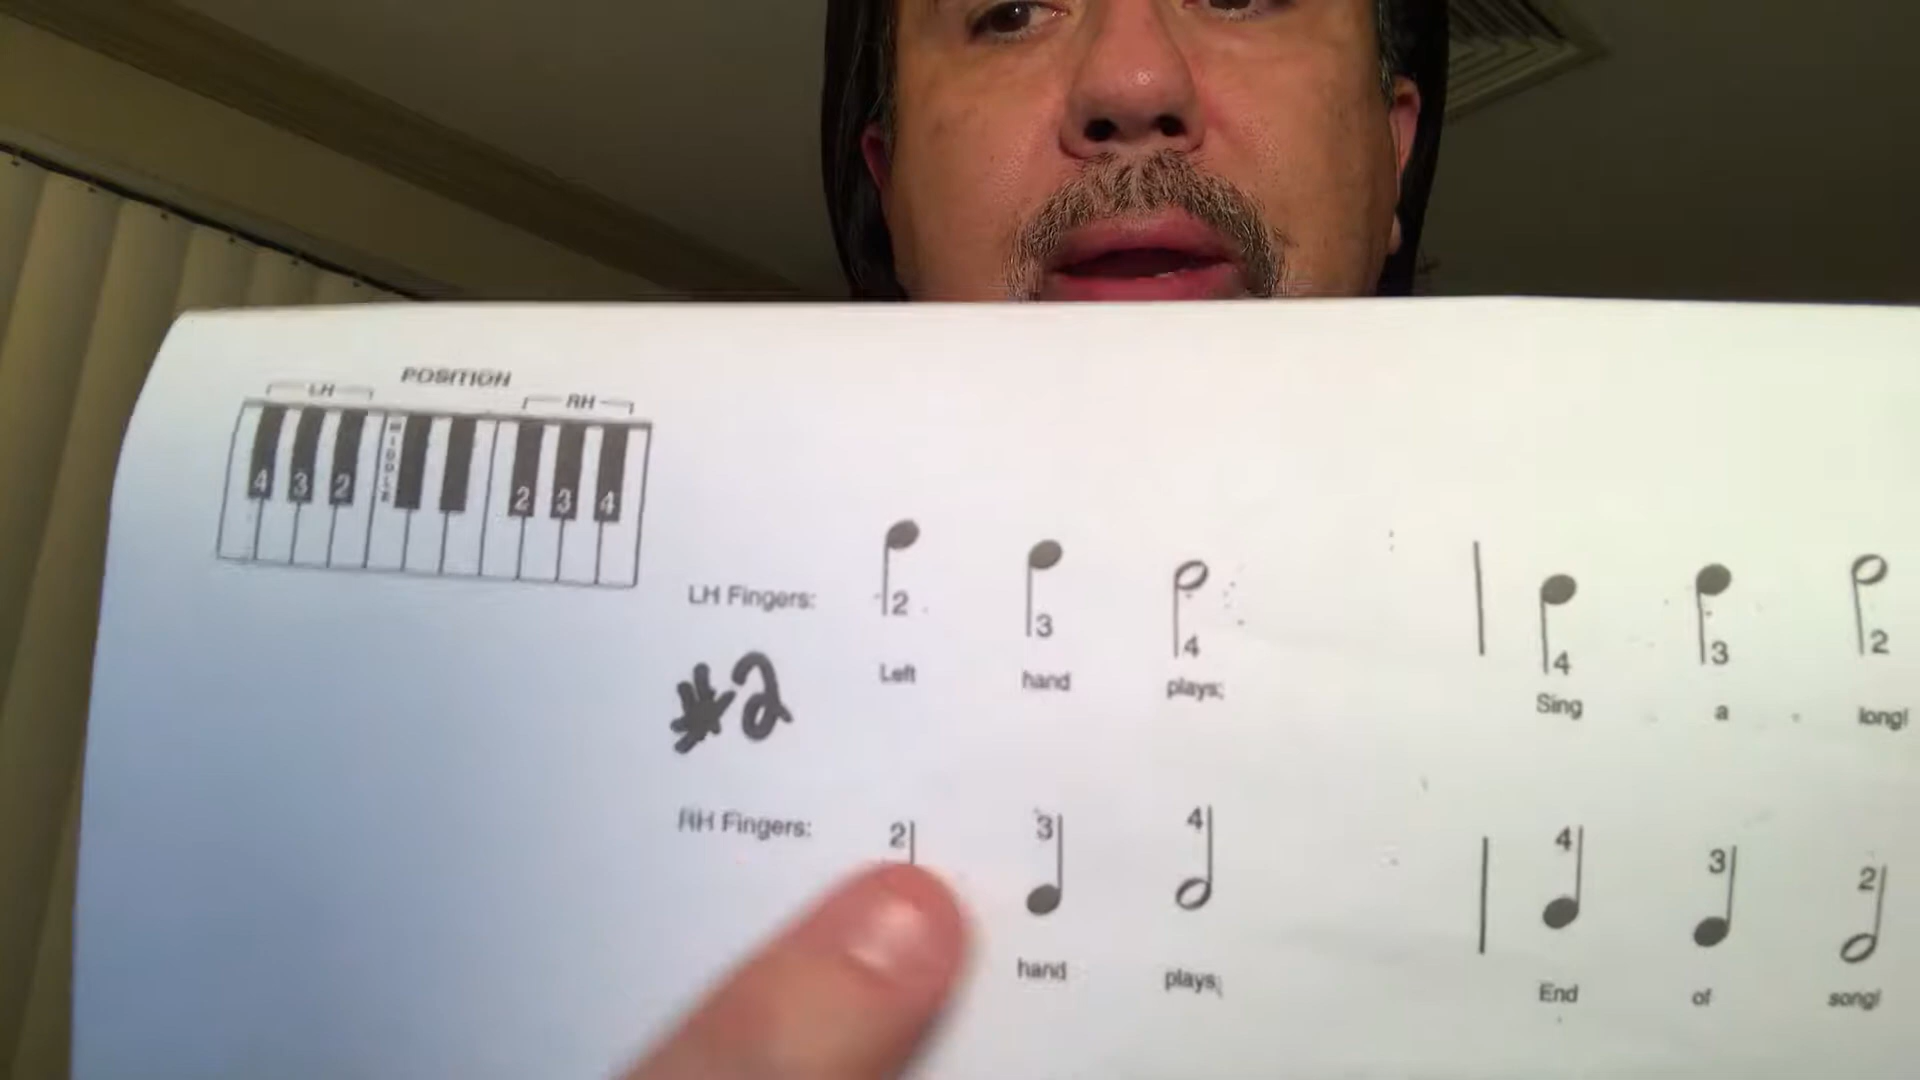 POSITION
LH RH
MIDDLE
4 3 2 2 3 4
LH Fingers: 2 3 4 4 3 2
Left hand plays; Sing a long!
#2
RH Fingers: 2 3 4 4 3 2
hand plays; End of song!